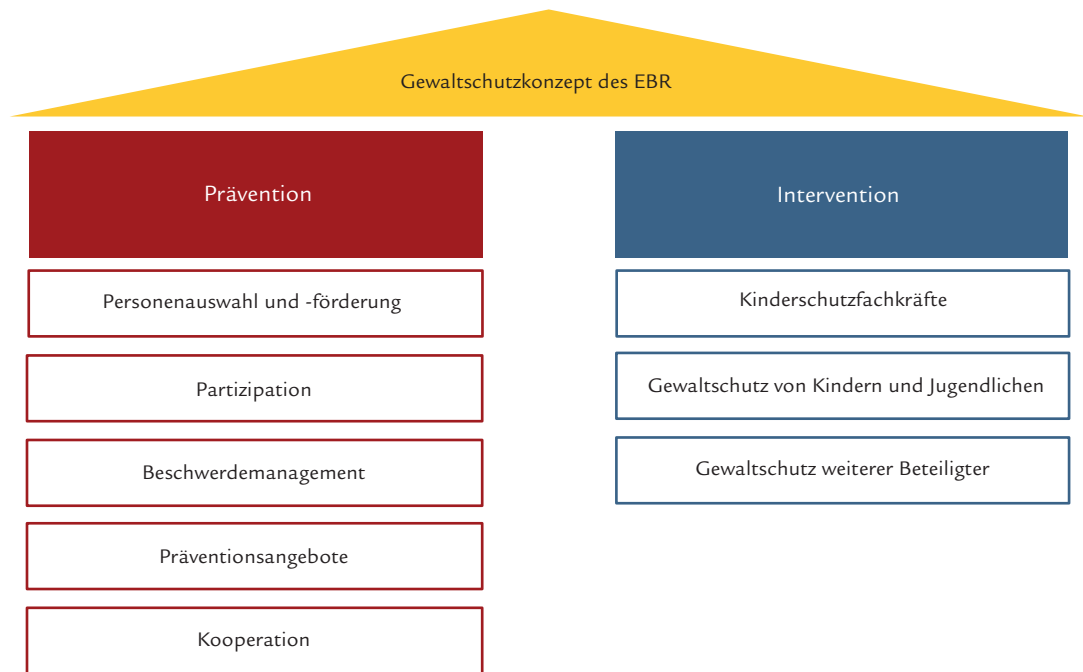 Gewaltschutzkonzept des EBR
Prävention
Personenauswahl und -förderung
Partizipation
Beschwerdemanagement
Präventionsangebote
Kooperation
Intervention
Kinderschutzfachkräfte
Gewaltschutz von Kindern und Jugendlichen
Gewaltschutz weiterer Beteiligter